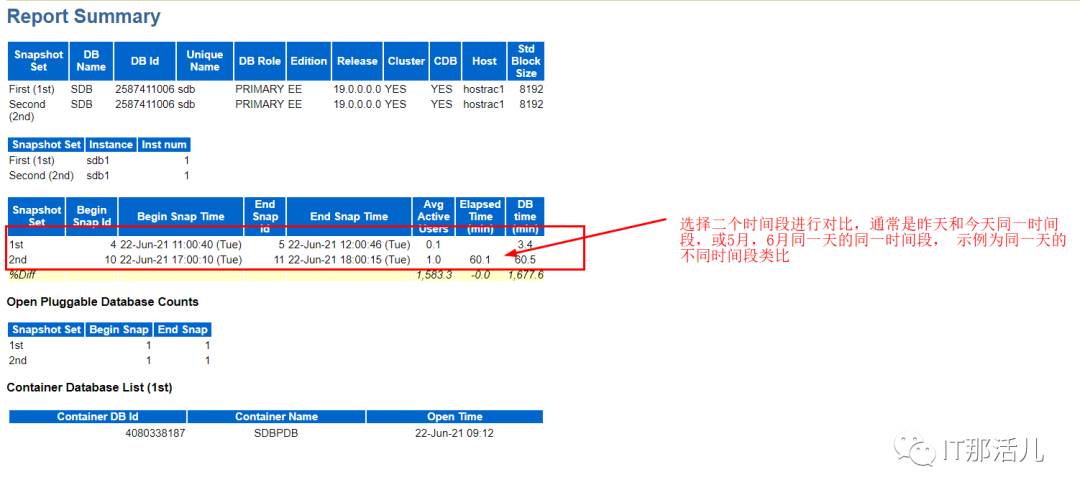 Report Summary
Snapshot Set DB Name DB Id Unique Name DB Role Edition Release Cluster CDB Host Std Block Size
First (1st) SDB 2587411006 sdb PRIMARY EE 19.0.0.0.0 YES YES hostrac1 8192
Second (2nd) SDB 2587411006 sdb PRIMARY EE 19.0.0.0.0 YES YES hostrac1 8192
Snapshot Set Instance Inst num
First (1st) sdb1 1
Second (2nd) sdb1 1
Snapshot Set Begin Snap Id Begin Snap Time End Snap Id End Snap Time Avg Active Users Elapsed Time (min) DB time (min)
1st 4 22-Jun-21 11:00:40 (Tue) 5 22-Jun-21 12:00:46 (Tue) 0.1 3.4
2nd 10 22-Jun-21 17:00:10 (Tue) 11 22-Jun-21 18:00:15 (Tue) 1.0 60.1 60.5
%Diff 1,583.3 -0.0 1,677.6
选择二个时间段进行对比，通常是昨天和今天同一时间
段，或5月，6月同一天的同一时间段， 示例为同一天的
不同时间段类比
Open Pluggable Database Counts
Snapshot Set Begin Snap End Snap
1st 1 1
2nd 1 1
Container Database List (1st)
Container DB Id Container Name Open Time
4080338187 SDBPDB 22-Jun-21 09:12
IT那活儿